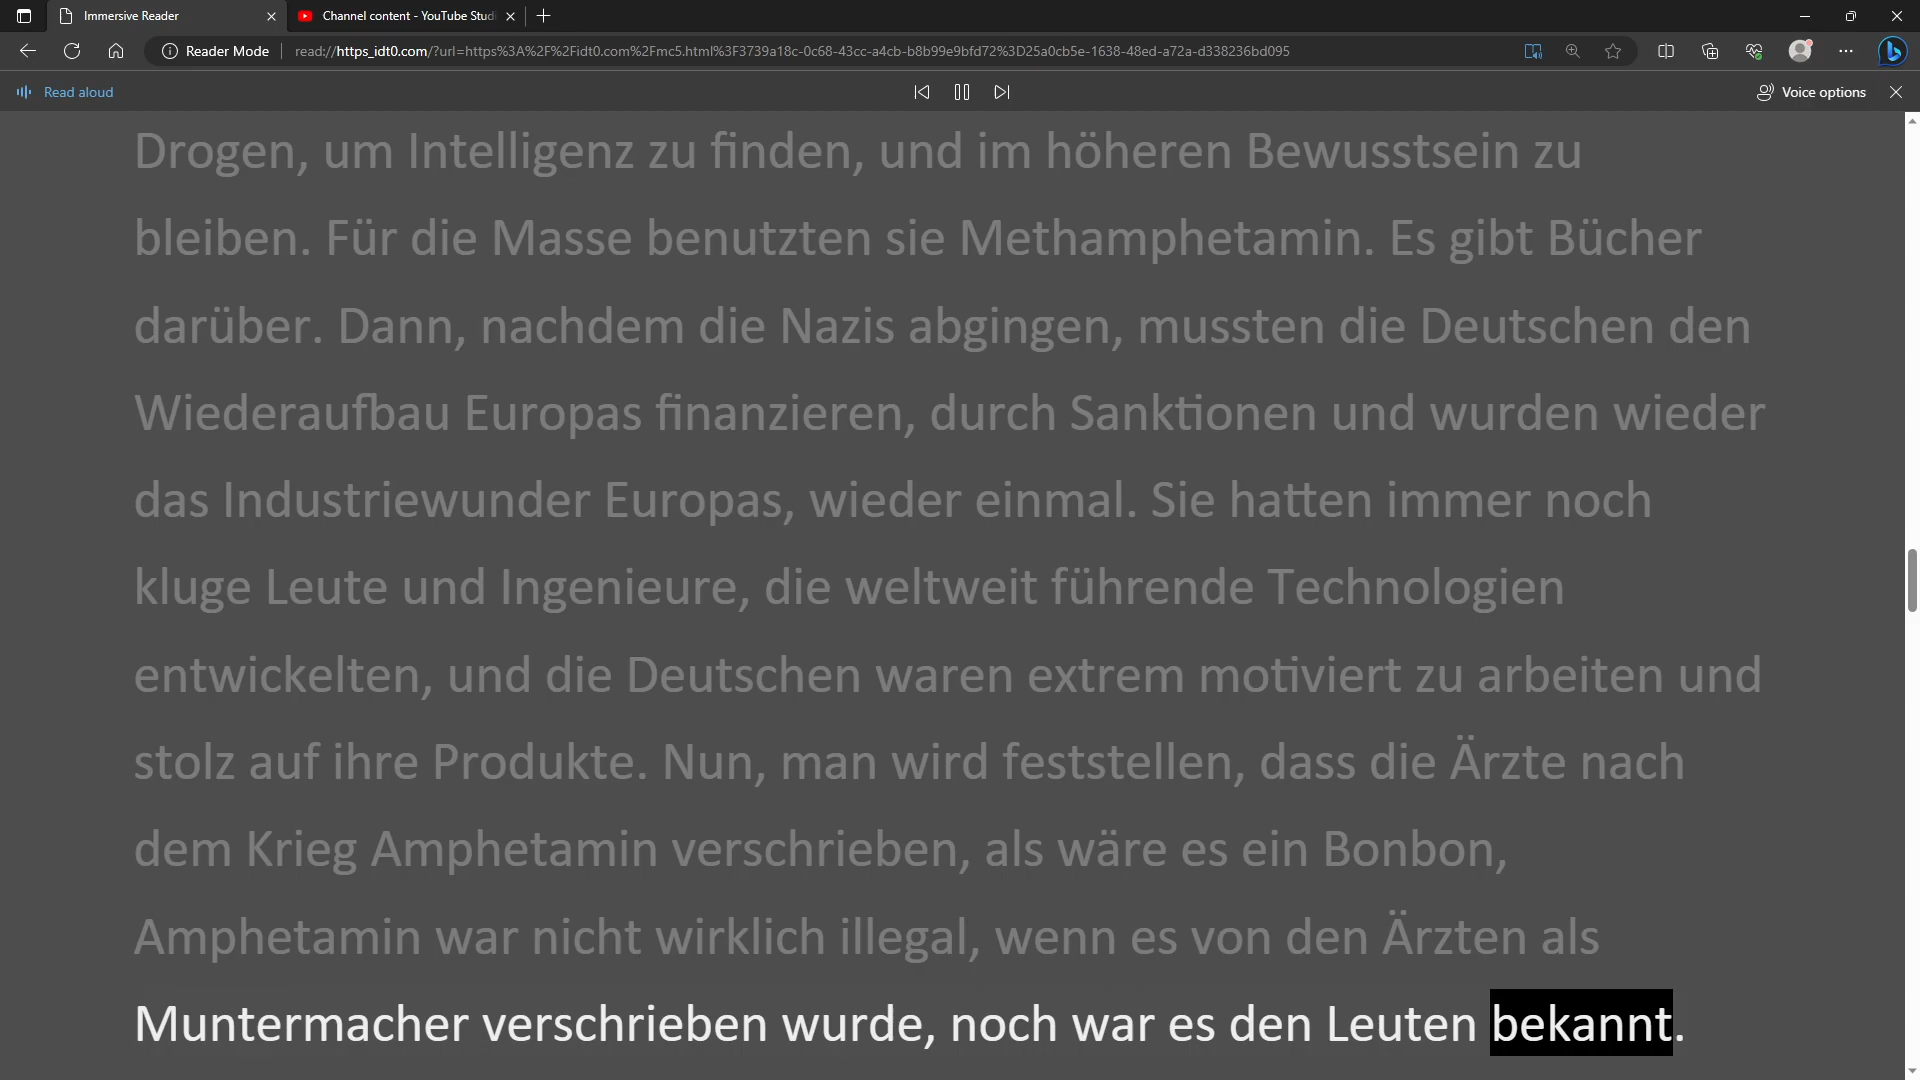 Immersive Reader
Channel content - YouTube Studi
Reader Mode
read://https_idt0.com/?url=https%3A%2F%2Fidt0.com%2Fmc5.html%3F3739a18c-0c68-43cc-a4cb-b8b99e9bfd72%3D25a0cb5e-1638-48ed-a72a-d338236bd095
Read aloud
Voice options
Drogen, um Intelligenz zu finden, und im höheren Bewusstsein zu
bleiben. Für die Masse benutzten sie Methamphetamin. Es gibt Bücher
darüber. Dann, nachdem die Nazis abgingen, mussten die Deutschen den
Wiederaufbau Europas finanzieren, durch Sanktionen und wurden wieder
das Industriewunder Europas, wieder einmal. Sie hatten immer noch
kluge Leute und Ingenieure, die weltweit führende Technologien
entwickelten, und die Deutschen waren extrem motiviert zu arbeiten und
stolz auf ihre Produkte. Nun, man wird feststellen, dass die Ärzte nach
dem Krieg Amphetamin verschrieben, als wäre es ein Bonbon,
Amphetamin war nicht wirklich illegal, wenn es von den Ärzten als
Muntermacher verschrieben wurde, noch war es den Leuten bekannt.